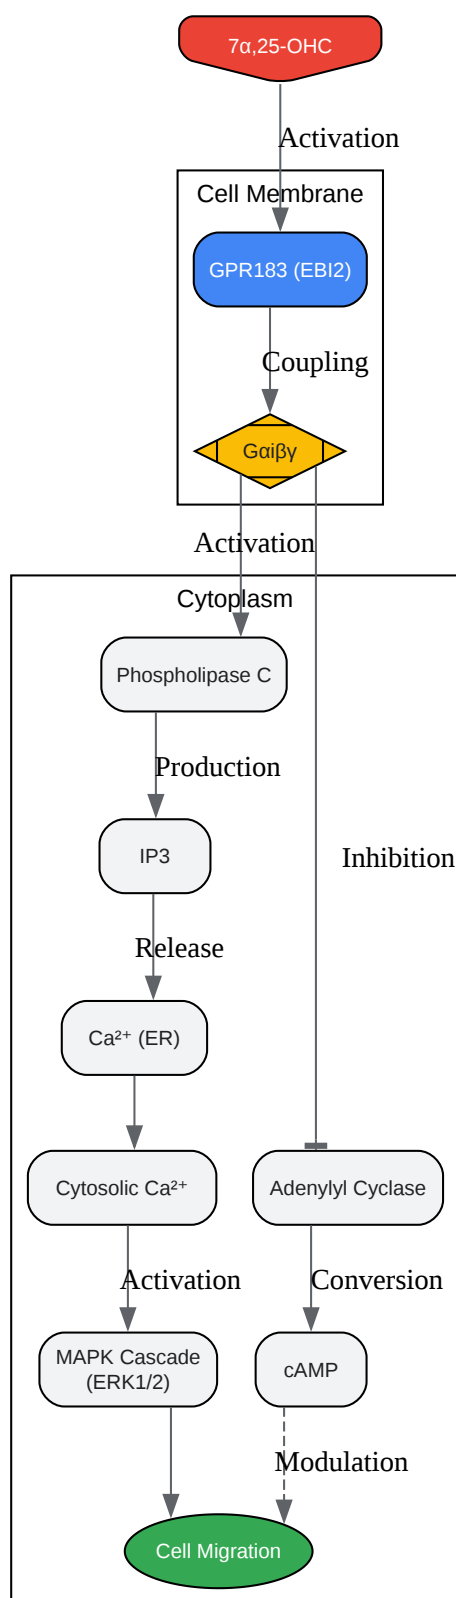 7α,25-OHC
Activation
Cell Membrane
GPR183 (EBI2)
Coupling
Gαiβγ
Activation
Cytoplasm
Phospholipase C
Production
IP3
Inhibition
Release
Ca²⁺ (ER)
Cytosolic Ca²⁺
Adenylyl Cyclase
Activation
Conversion
MAPK Cascade
(ERK1/2)
cAMP
Modulation
Cell Migration